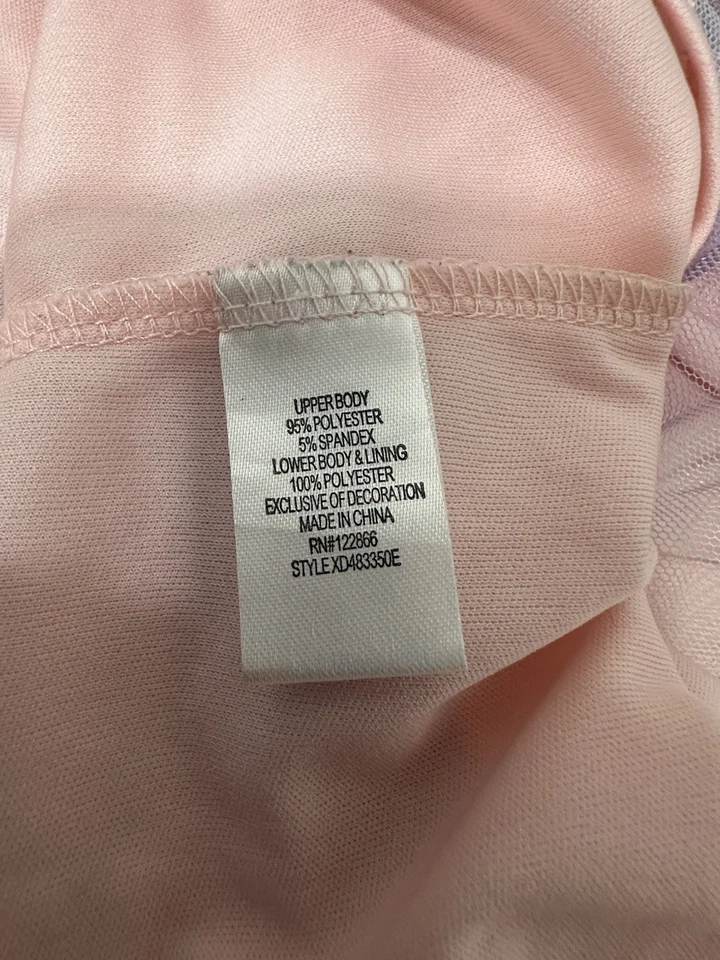 UPPER BODY
95% POLYESTER
5% SPANDEX
LOWER BODY & LINING
100% POLYESTER
EXCLUSIVE OF DECORATION
MADE IN CHINA
RN#122866
STYLE XD483350E